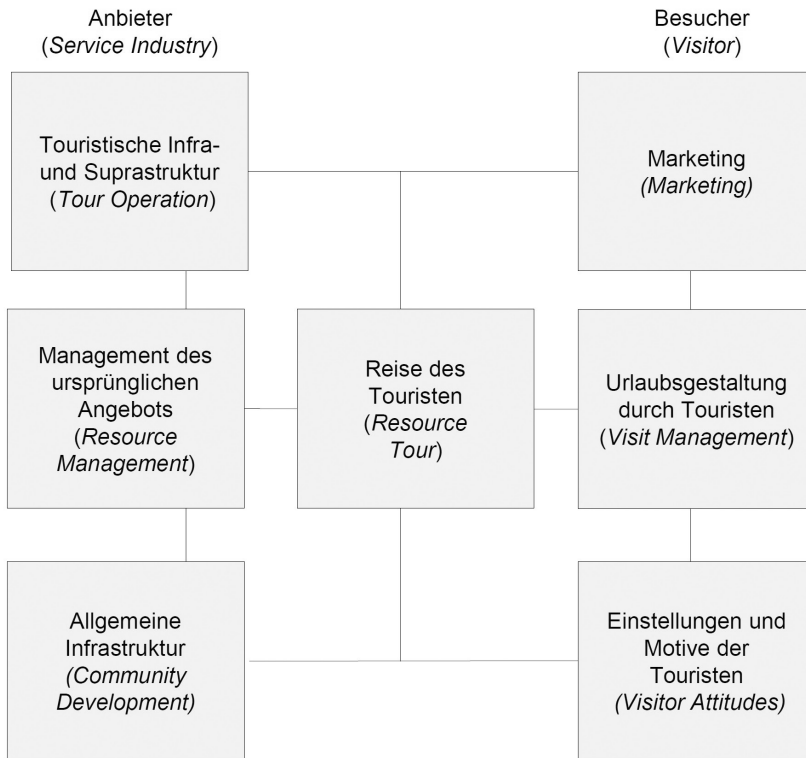 Anbieter
(Service Industry)
Besucher
(Visitor)
Touristische Infra-
und Suprastruktur
(Tour Operation)
Marketing
(Marketing)
Management des
ursprünglichen
Angebots
(Resource
Management)
Reise des
Touristen
(Resource
Tour)
Urlaubsgestaltung
durch Touristen
(Visit Management)
Allgemeine
Infrastruktur
(Community
Development)
Einstellungen und
Motive der
Touristen
(Visitor Attitudes)